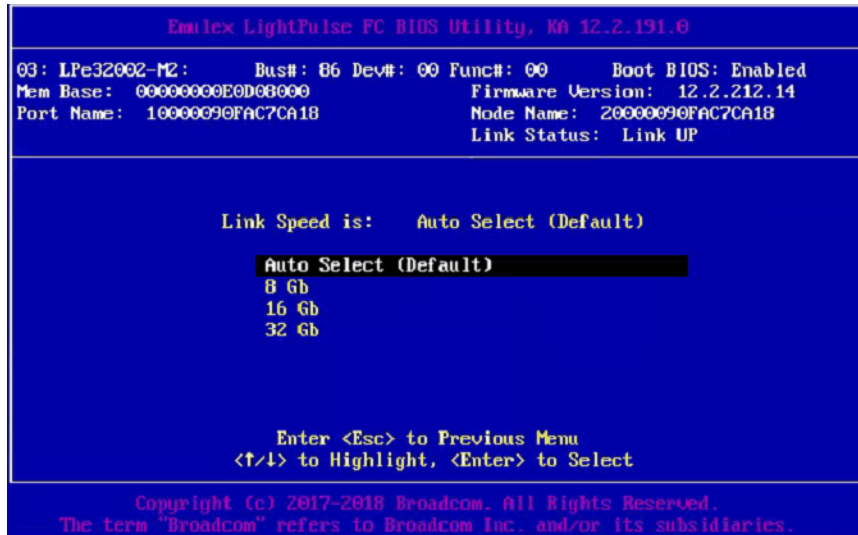 Emulex LightPulse FC BIOS Utility, KA 12.2.191.0
03: LPe32002-M2: Bus#: 86 Dev#: 00 Func#: 00 Boot BIOS: Enabled
Mem Base: 00000000E0D08000 Firmware Version: 12.2.212.14
Port Name: 10000090FAC7CA18 Node Name: 20000090FAC7CA18
Link Status: Link UP
Link Speed is: Auto Select (Default)
Auto Select (Default)
8 Gb
16 Gb
32 Gb
Enter <Esc> to Previous Menu
<↑/↓> to Highlight, <Enter> to Select
Copyright (c) 2017-2018 Broadcom. All Rights Reserved.
The term "Broadcom" refers to Broadcom Inc. and/or its subsidiaries.